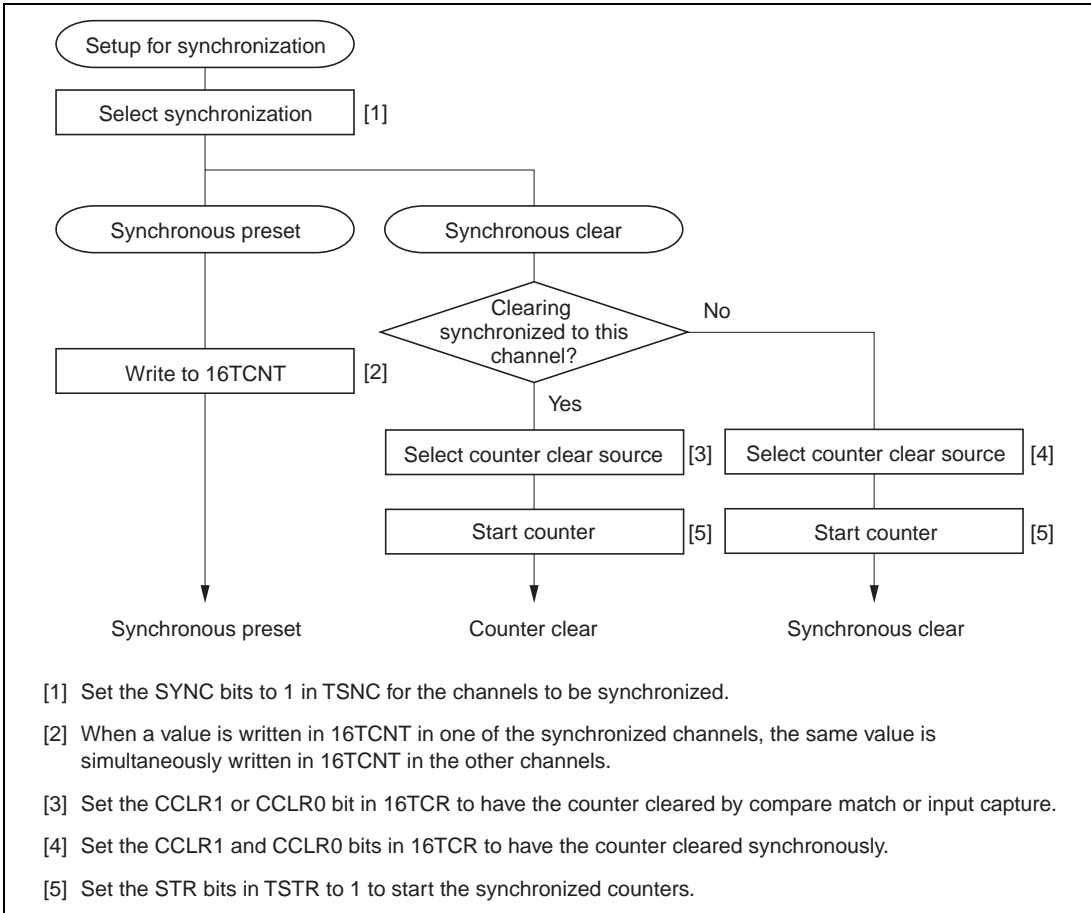 Setup for synchronization
Select synchronization [1]
Synchronous preset
Synchronous clear
Clearing
synchronized to this
channel?
No
Write to 16TCNT [2]
Yes
Select counter clear source [3]
Select counter clear source [4]
Start counter [5]
Start counter [5]
Synchronous preset
Counter clear
Synchronous clear
[1] Set the SYNC bits to 1 in TSNC for the channels to be synchronized.
[2] When a value is written in 16TCNT in one of the synchronized channels, the same value is
simultaneously written in 16TCNT in the other channels.
[3] Set the CCLR1 or CCLR0 bit in 16TCR to have the counter cleared by compare match or input capture.
[4] Set the CCLR1 and CCLR0 bits in 16TCR to have the counter cleared synchronously.
[5] Set the STR bits in TSTR to 1 to start the synchronized counters.